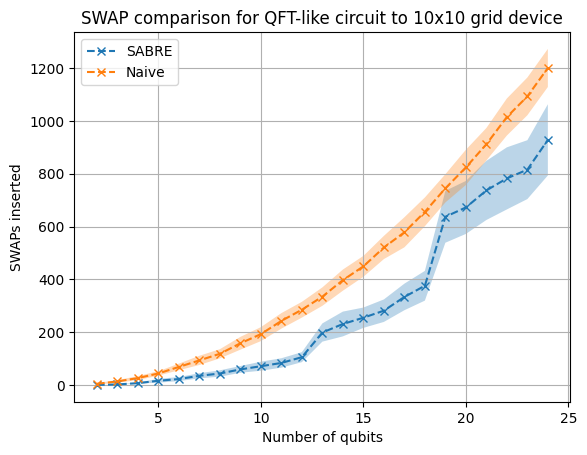 SWAP comparison for QFT-like circuit to 10x10 grid device
SABRE
Naive
1200
1000
800
600
400
200
0
SWAPs inserted
5
10
15
20
25
Number of qubits